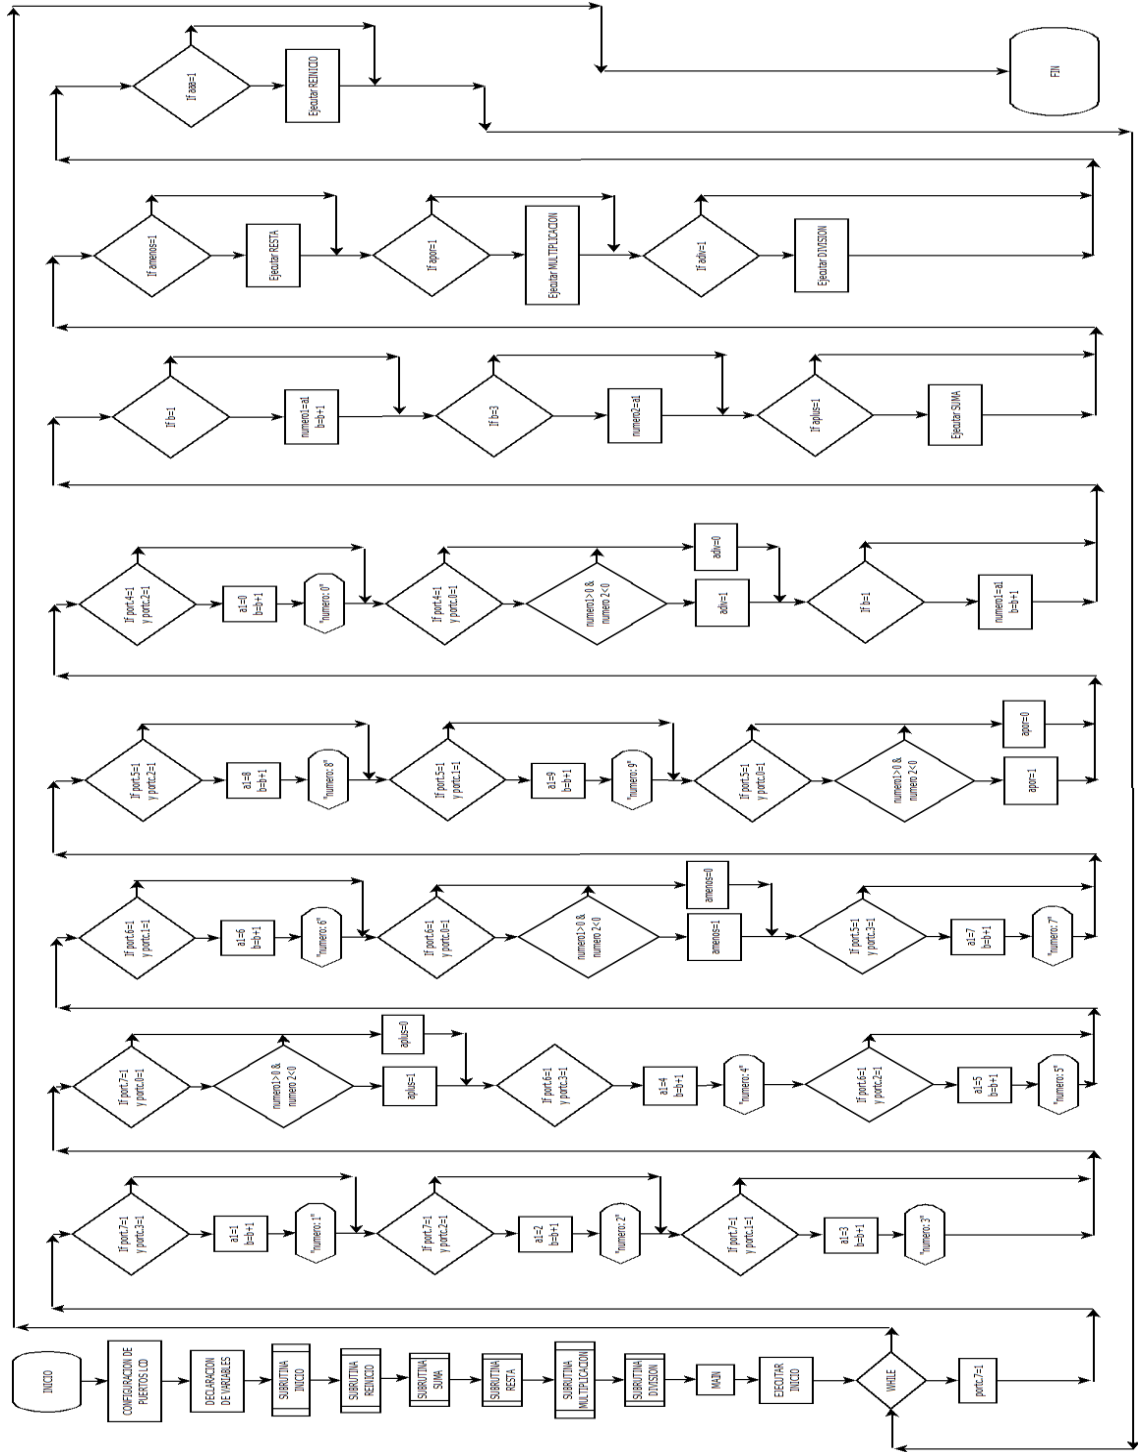 INICIO
CONFIGURACION DE
PUERTOS LCD
DECLARACION
DE VARIABLES
SUBRUTINA
INICIO
SUBRUTINA
REINICIO
SUBRUTINA
SUMA
SUBRUTINA
RESTA
SUBRUTINA
MULTIPLICACION
SUBRUTINA
DIVISION
MAIN
EJECUTAR
INICIO
WHILE
portc.7=1
If port.7=1
y portc.3=1
a1=1
b=b+1
"numero: 1"
If port.7=1
y portc.2=1
a1=2
b=b+1
"numero: 2"
If port.7=1
y portc.1=1
a1=3
b=b+1
"numero: 3"
If port.7=1
y portc.0=1
numero1>0 &
numero 2<0
aplus=1
aplus=0
If port.6=1
y portc.3=1
a1=4
b=b+1
"numero: 4"
If port.6=1
y portc.2=1
a1=5
b=b+1
"numero: 5"
If port.6=1
y portc.1=1
a1=6
b=b+1
"numero: 6"
If port.6=1
y portc.0=1
numero1>0 &
numero 2<0
amenos=1
amenos=0
If port.5=1
y portc.3=1
a1=7
b=b+1
"numero: 7"
If port.5=1
y portc.2=1
a1=8
b=b+1
"numero: 8"
If port.5=1
y portc.1=1
a1=9
b=b+1
"numero: 9"
If port.5=1
y portc.0=1
numero1>0 &
numero 2<0
apor=1
apor=0
If port.4=1
y portc.2=1
a1=0
b=b+1
"numero: 0"
If port.4=1
y portc.0=1
numero1>0 &
numero 2<0
adiv=1
adiv=0
If b=1
numero1=a1
b=b+1
If b=1
numero1=a1
b=b+1
If b=3
numero2=a1
If aplus=1
Ejecutar SUMA
If amenos=1
Ejecutar RESTA
If apor=1
Ejecutar MULTIPLICACION
If adiv=1
Ejecutar DIVISION
If aaa=1
Ejecutar REINICIO
FIN